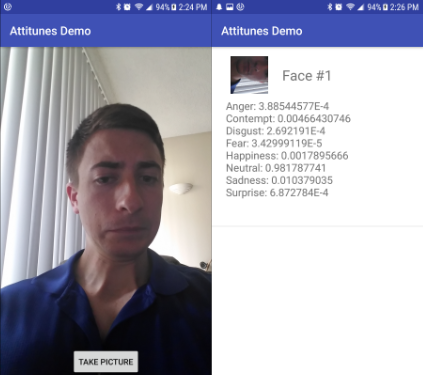 94% 2:24 PM
Attitunes Demo
TAKE PICTURE
94% 2:26 PM
Attitunes Demo
Face #1
Anger: 3.88544577E-4
Contempt: 0.00466430746
Disgust: 2.692191E-4
Fear: 3.42999119E-5
Happiness: 0.0017895666
Neutral: 0.981787741
Sadness: 0.010379035
Surprise: 6.872784E-4